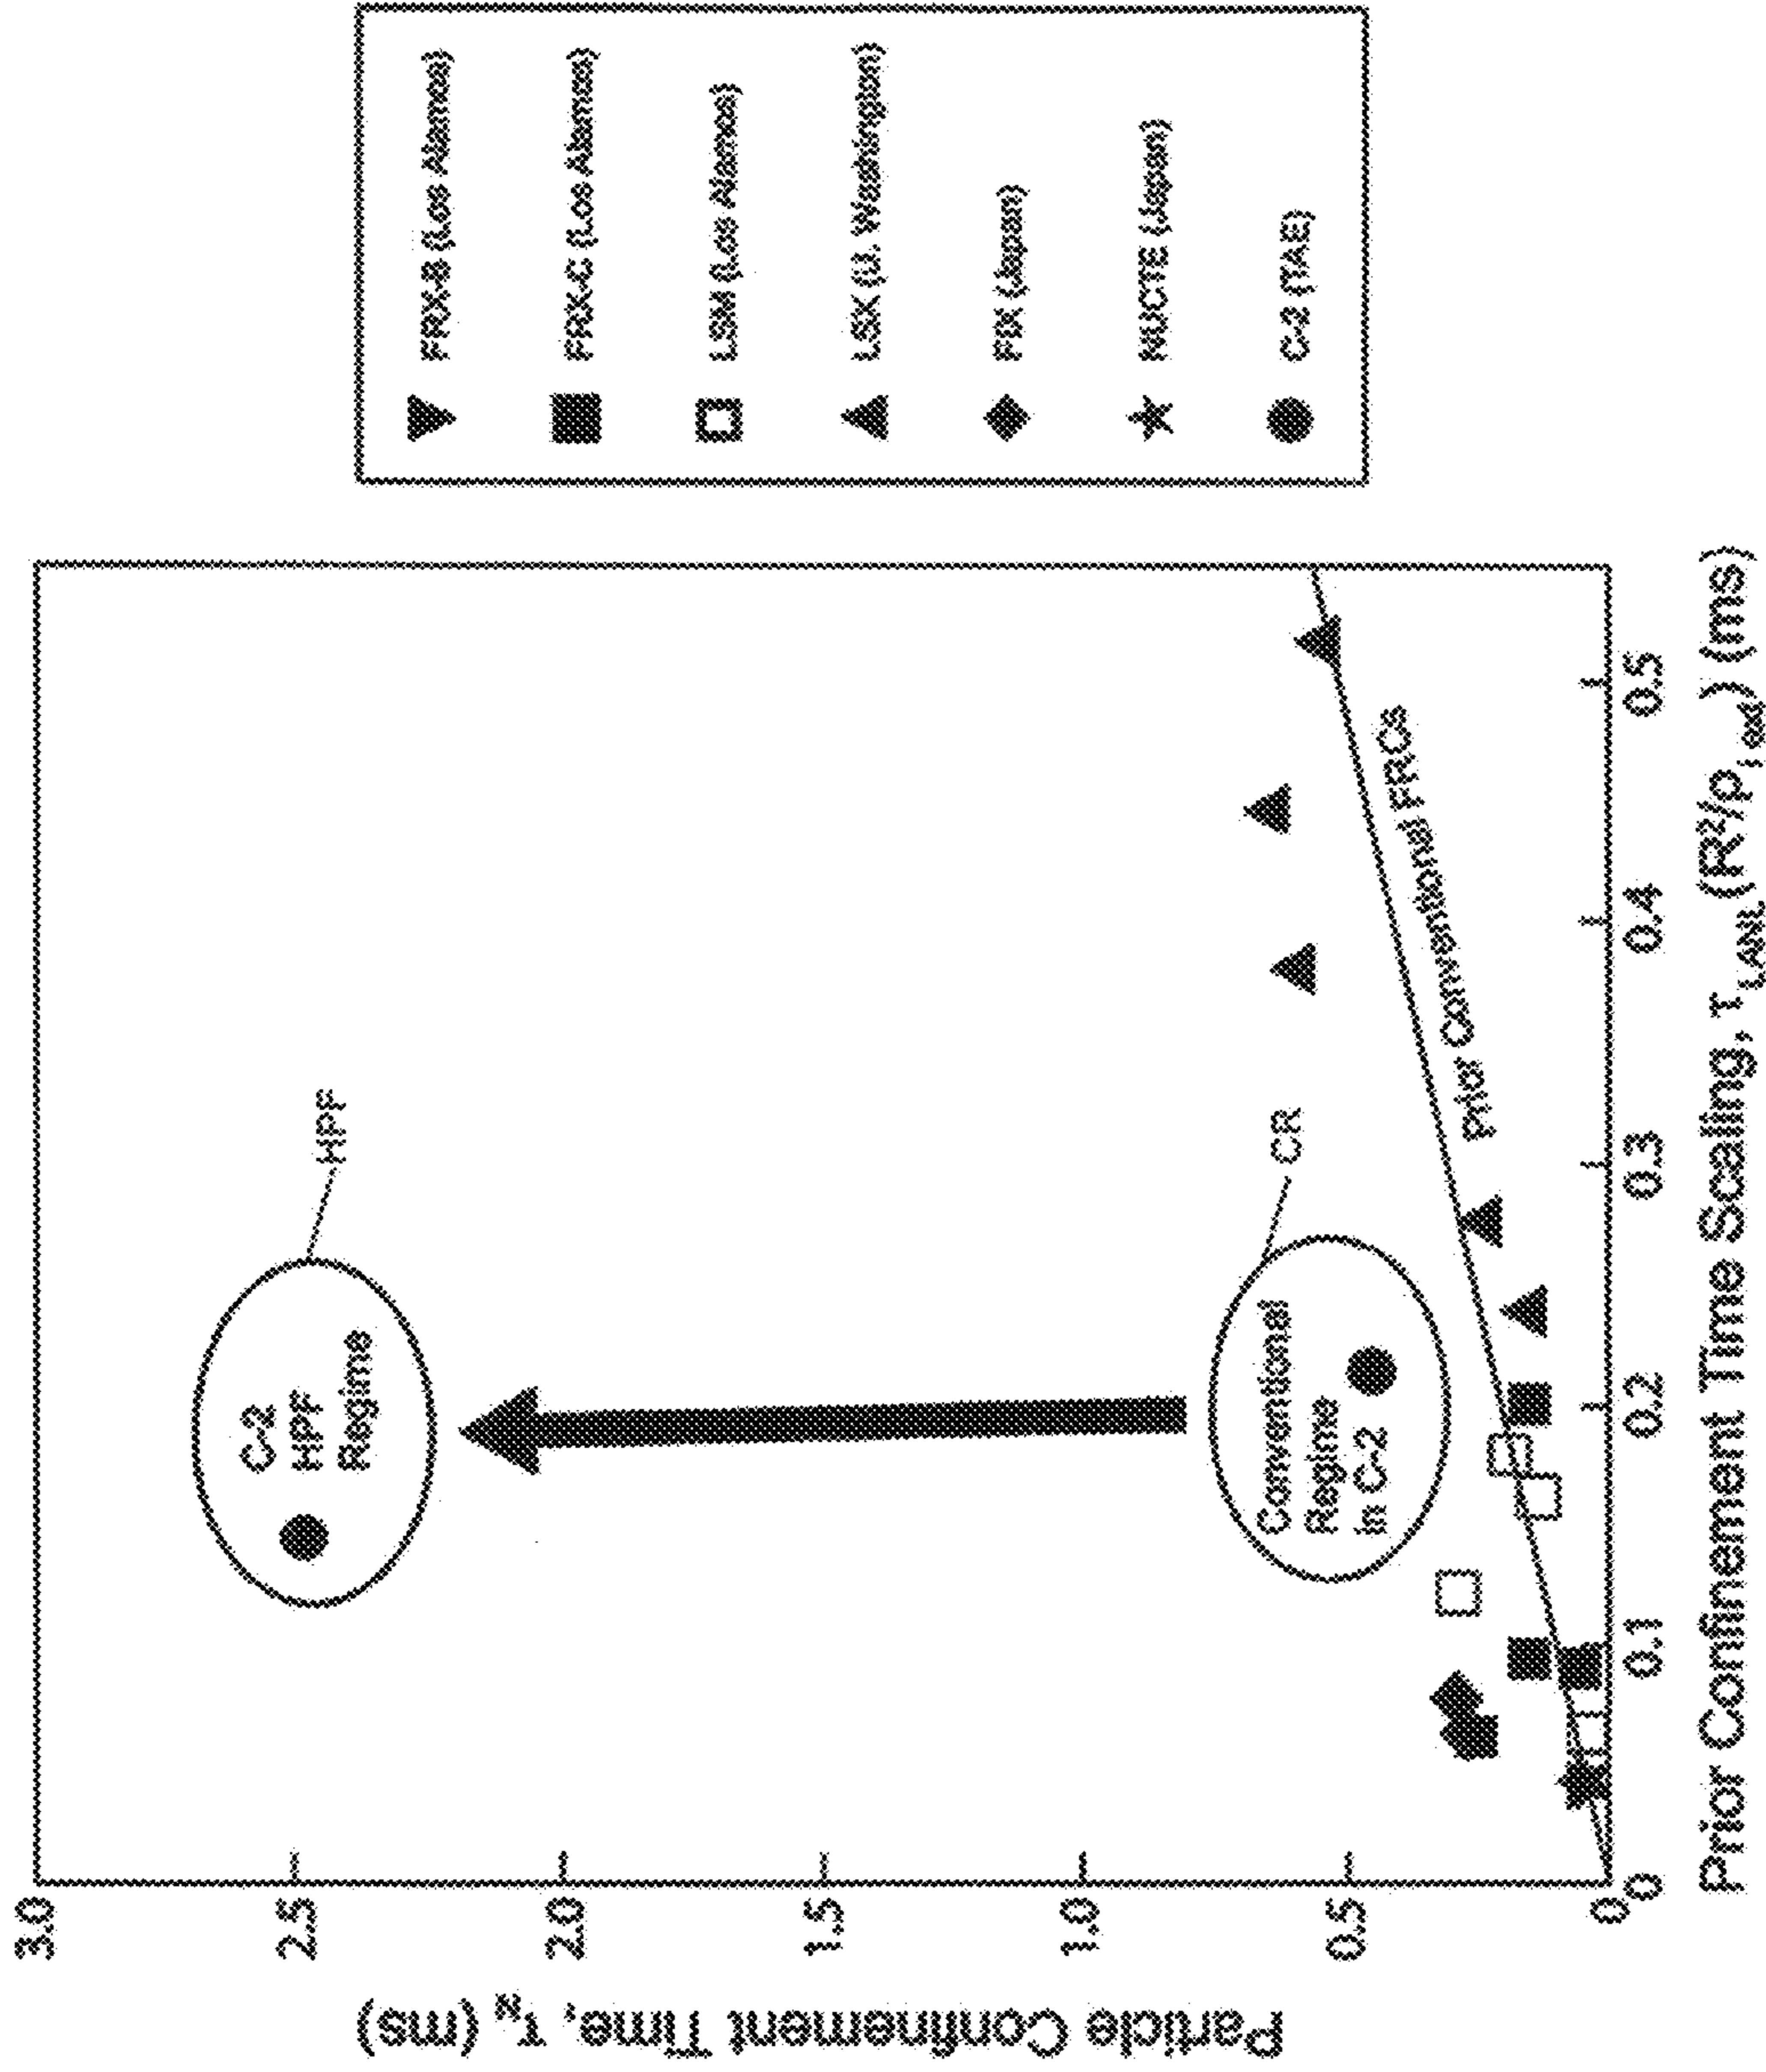 Particle Confinement Time, τN (ms)
3.0
2.5
2.0
1.5
1.0
0.5
0
C-2
HPF
Regime
HPF
Conventional
Regime
in C-2
CR
Prior Conventional FRCs
0
0.1
0.2
0.3
0.4
0.5
Prior Confinement Time Scaling, τLANL (R²/ρi,ext) (ms)
FRX-B (Los Alamos)
FRX-C (Los Alamos)
LSM (Los Alamos)
LSX (U. Washington)
FIX (Japan)
NUCTE (Japan)
C-2 (TAE)